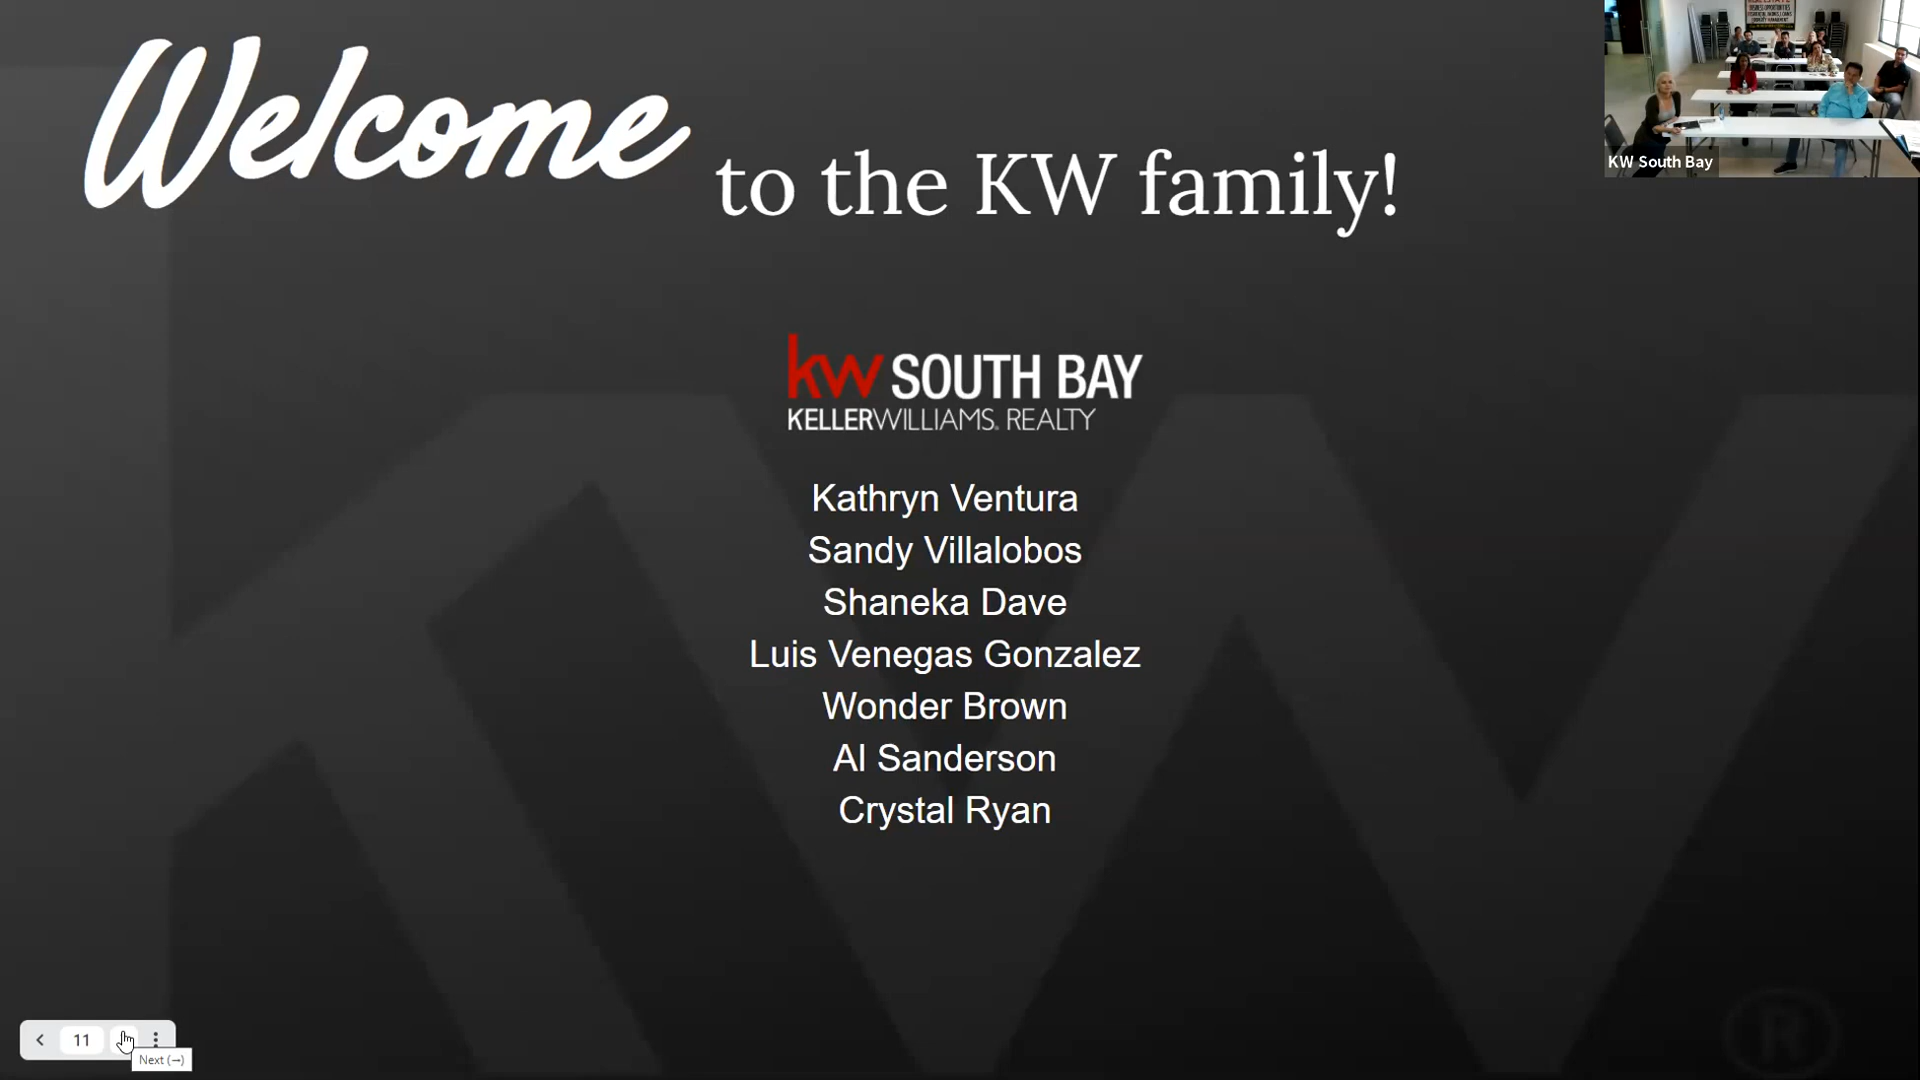 Welcome to the KW family!
kw SOUTH BAY
KELLERWILLIAMS. REALTY
Kathryn Ventura
Sandy Villalobos
Shaneka Dave
Luis Venegas Gonzalez
Wonder Brown
Al Sanderson
Crystal Ryan
KW South Bay
11
Next (→)